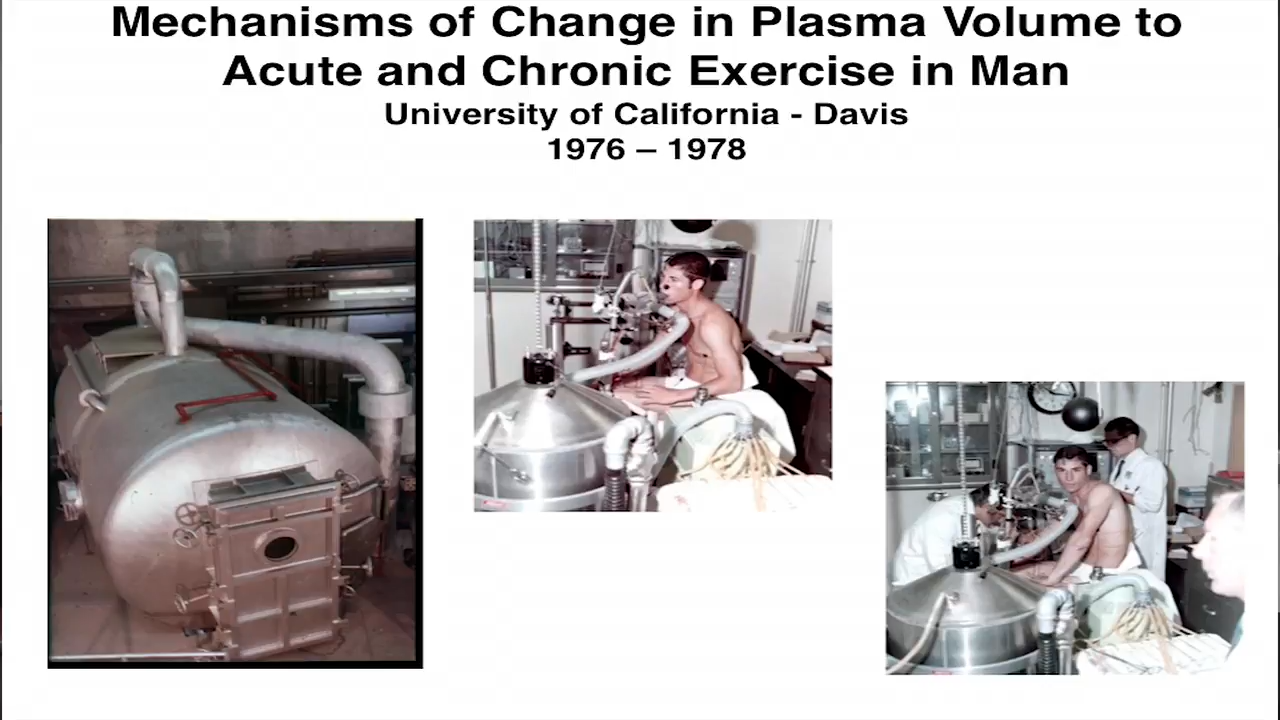 Mechanisms of Change in Plasma Volume to
Acute and Chronic Exercise in Man
University of California - Davis
1976 – 1978